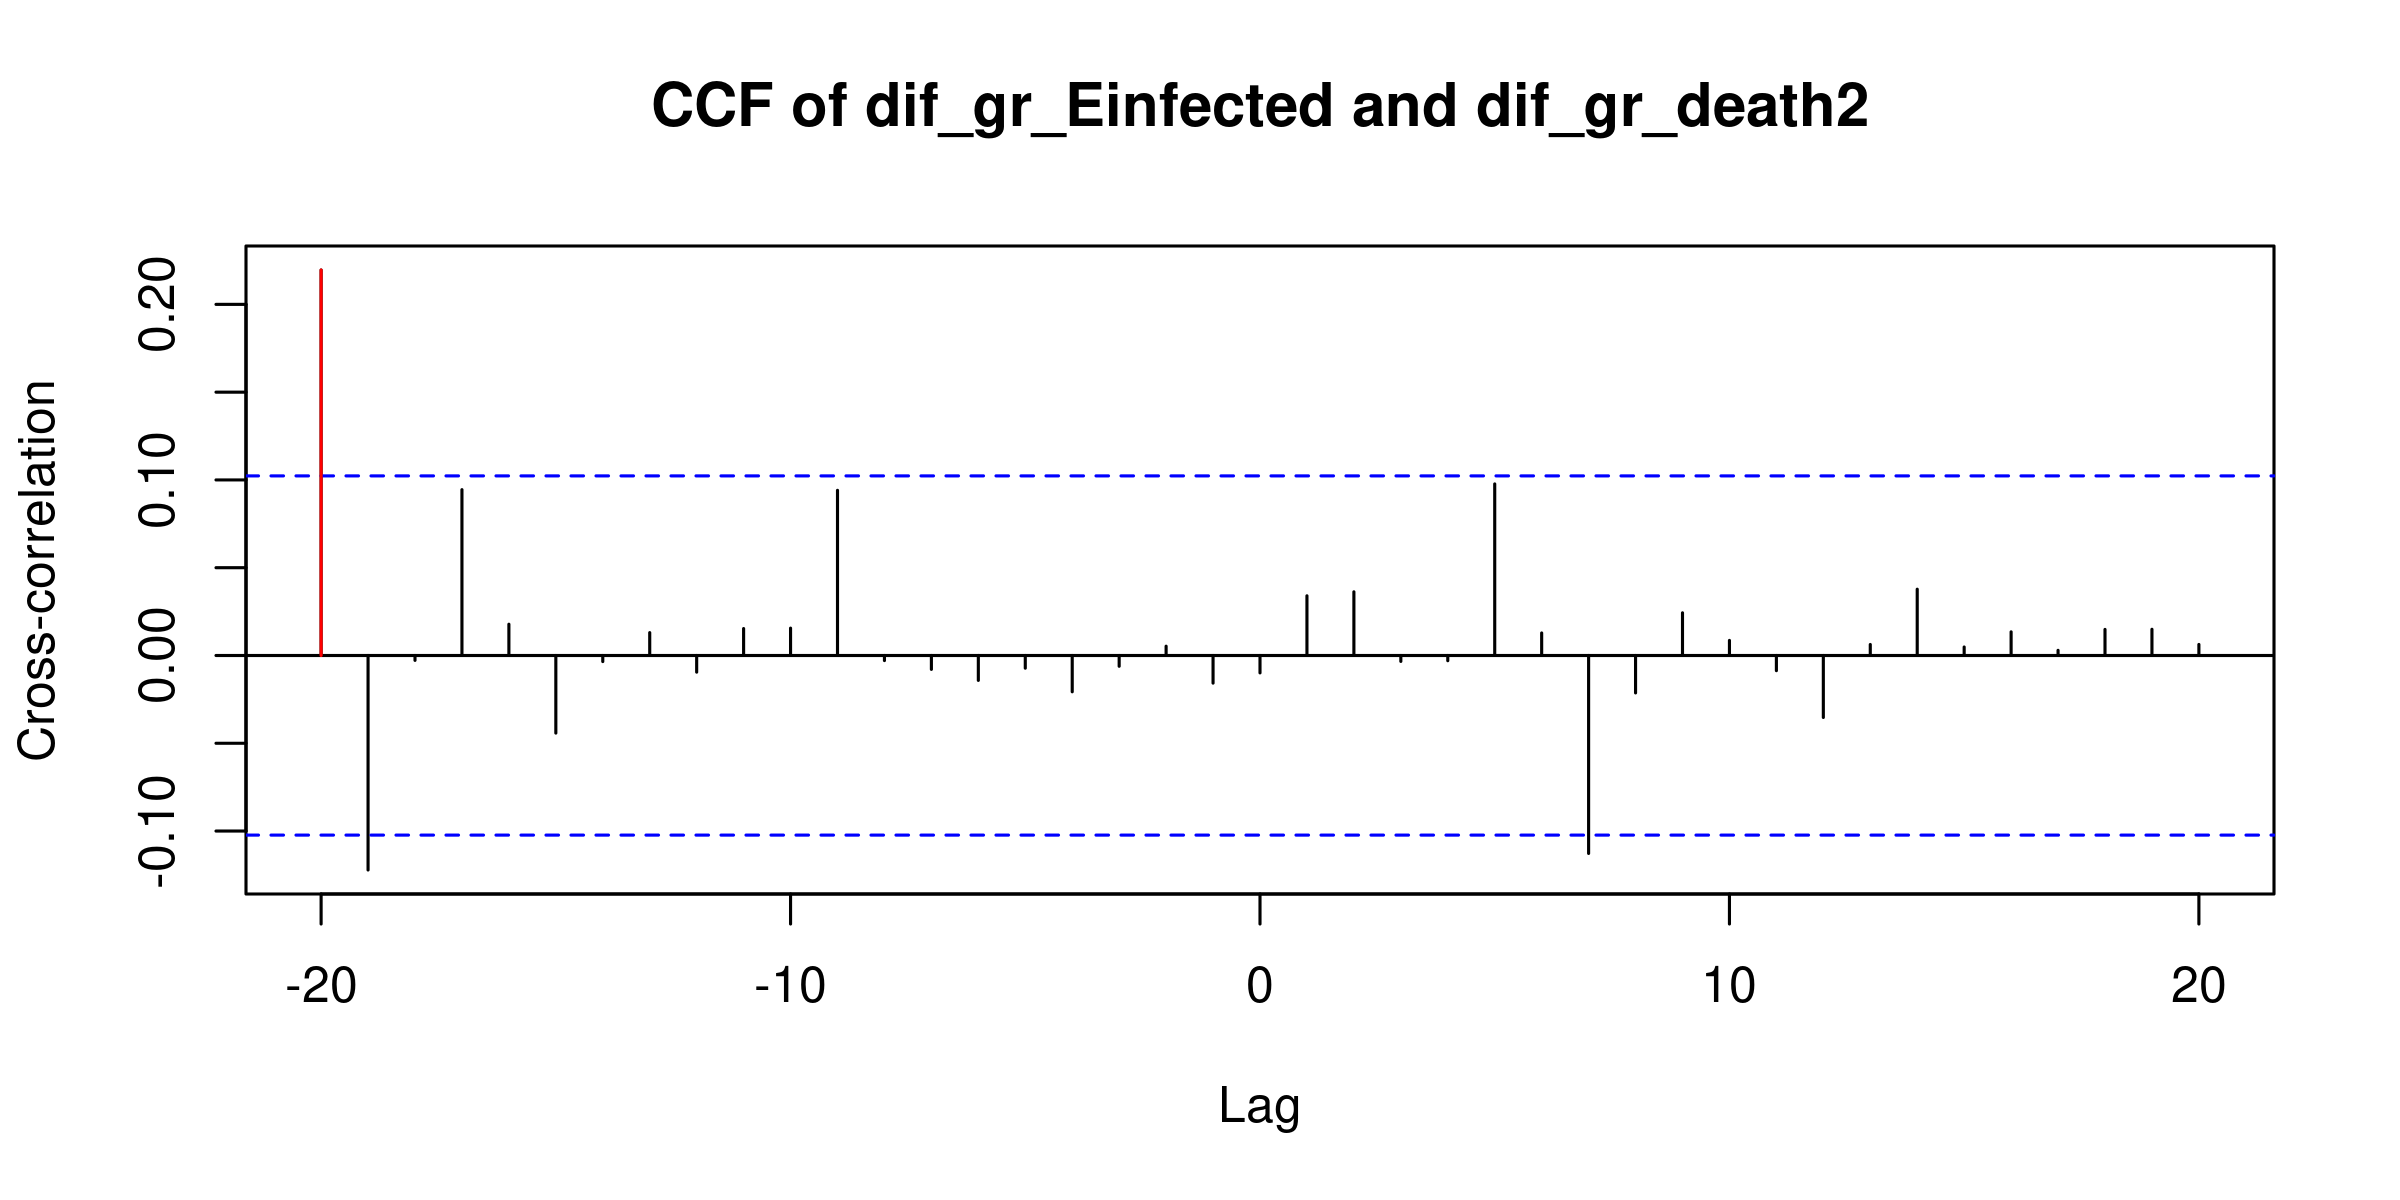 CCF of dif_gr_Einfected and dif_gr_death2
Cross-correlation
0.20
0.10
0.00
-0.10
-20 -10 0 10 20
Lag